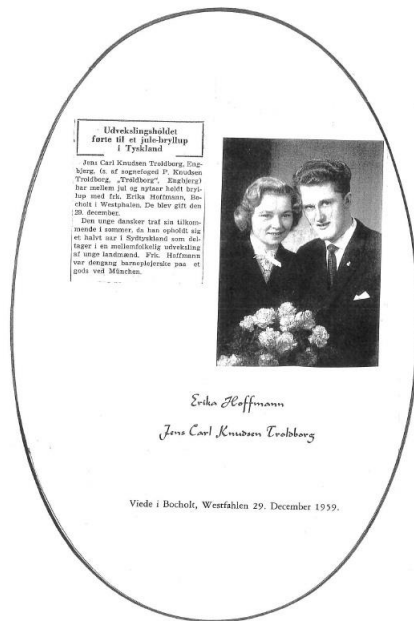 Udvekslingsholdet
førte til et jule-bryllup
i Tyskland
Jens Carl Knudsen Troldborg, Eng-
bjerg, (s. af sognefoged P. Knudsen
Troldborg, „Troldborg", Engbjerg)
har mellem jul og nytaar holdt bryl-
lup med frk. Erika Hoffmann, Bo-
cholt i Westphalen. De blev gift den
29. december.
Den unge dansker traf sin tilkom-
mende i sommer, da han opholdt sig
et halvt aar i Sydtyskland som del-
tager i en mellemfolkelig udveksling
af unge landmænd. Frk. Hoffmann
var dengang barneplejerske paa et
gods ved München.
Erika Hoffmann
Jens Carl Knudsen Troldborg
Viede i Bocholt, Westfahlen 29. December 1959.